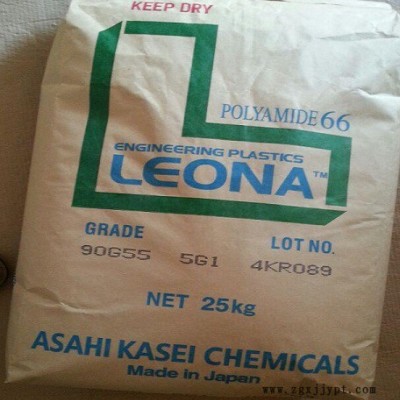 KEEP DRY
POLYAMIDE 66
ENGINEERING PLASTICS
LEONA™
GRADE LOT NO.
90G55 5G1 4KR089
NET 25kg
ASAHI KASEI CHEMICALS
Made in Japan
www.zgxjjypt.com